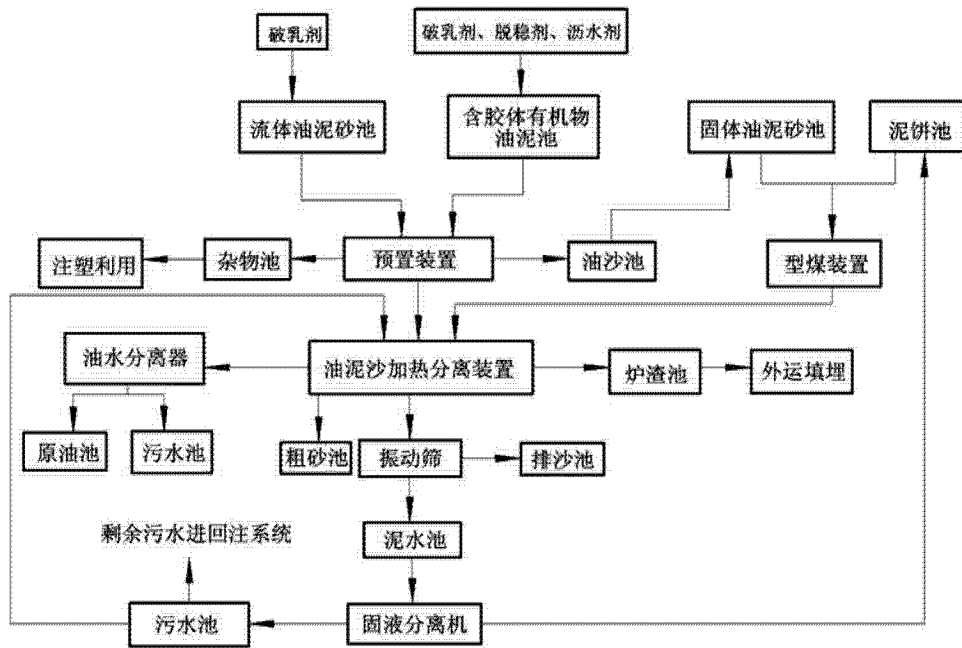 破乳剂
破乳剂、脱稳剂、沥水剂
流体油泥砂池
含胶体有机物
油泥池
固体油泥砂池
泥饼池
注塑利用
杂物池
预置装置
油沙池
型煤装置
油水分离器
油泥沙加热分离装置
炉渣池
外运填埋
原油池
污水池
粗砂池
振动筛
排沙池
剩余污水进回注系统
泥水池
污水池
固液分离机